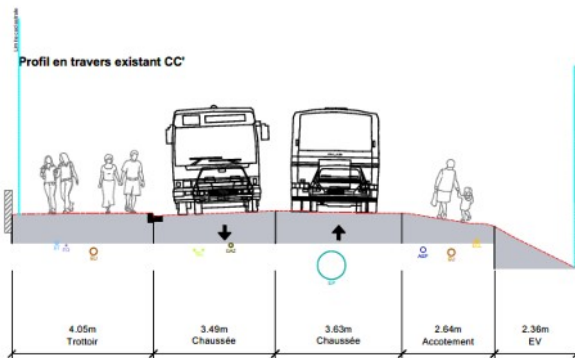 Profil en travers existant CC'
GAZ
4.05m
Trottoir
3.49m
Chaussée
3.63m
Chaussée
2.64m
Accotement
2.36m
EV